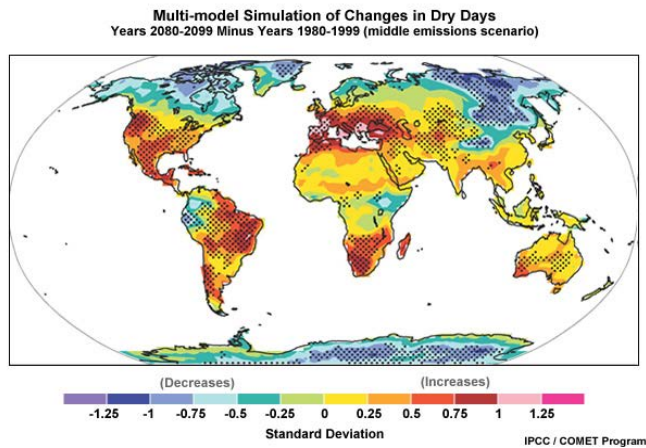 Multi-model Simulation of Changes in Dry Days
Years 2080-2099 Minus Years 1980-1999 (middle emissions scenario)
(Decreases) (Increases)
-1.25 -1 -0.75 -0.5 -0.25 0 0.25 0.5 0.75 1 1.25
Standard Deviation
IPCC / COMET Program